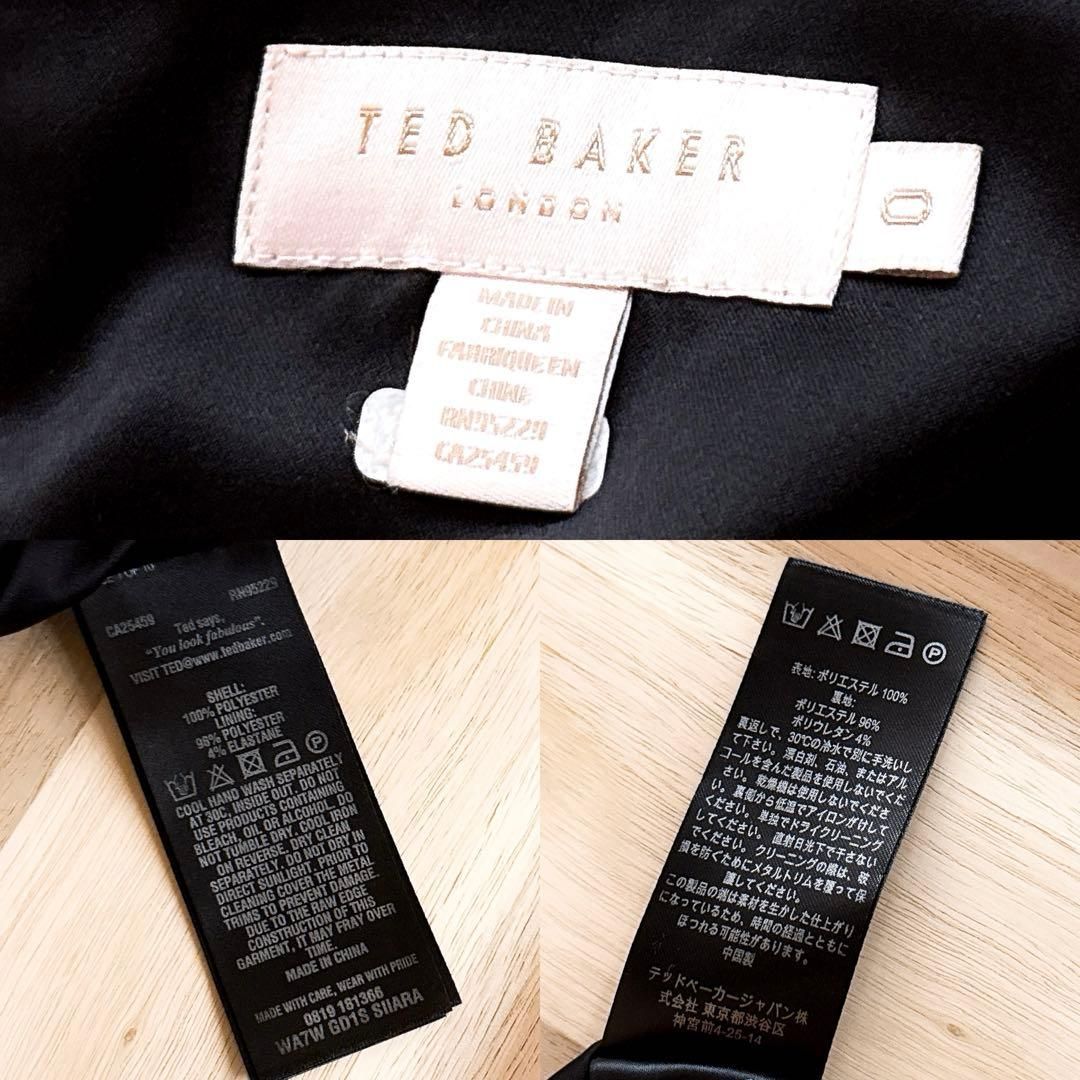 TED BAKER
LONDON
0
MADE IN
CHINA
FABRIQUE EN
CHINE
RN95229
CA25459
RN95229
CA25459
Ted says,
"You look fabulous".
VISIT TED@www.tedbaker.com
SHELL:
100% POLYESTER
LINING:
96% POLYESTER
4% ELASTANE
P
COOL HAND WASH SEPARATELY
AT 30C. INSIDE OUT. DO NOT
USE PRODUCTS CONTAINING
BLEACH, OIL OR ALCOHOL. DO
NOT TUMBLE DRY. COOL IRON
ON REVERSE. DRY CLEAN
SEPARATELY. DO NOT DRY IN
DIRECT SUNLIGHT. PRIOR TO
CLEANING COVER THE METAL
TRIMS TO PREVENT DAMAGE.
DUE TO THE RAW EDGE
CONSTRUCTION OF THIS
GARMENT, IT MAY FRAY OVER
TIME.
MADE IN CHINA
MADE WITH CARE, WEAR WITH PRIDE
0819 181366
WA7W GD1S SIIARA
P
表地: ポリエステル 100%
裏地:
ポリエステル 96%
ポリウレタン 4%
裏返しで、30℃の冷水で別に手洗いし
て下さい。漂白剤、石油、またはアル
コールを含んだ製品を使用しないでくだ
さい。乾燥機は使用しないでくださ
い。裏側から低温でアイロンがけして
ください。単独でドライクリーニング
してください。直射日光下で干さない
でください。クリーニングの際は、破
損を防ぐためにメタルトリムを覆って保
護してください。
この製品の端は素材を生かした仕上がり
になっているため、時間の経過とともに
ほつれる可能性があります。
中国製
テッドベーカージャパン株
式会社 東京都渋谷区
神宮前4-25-14